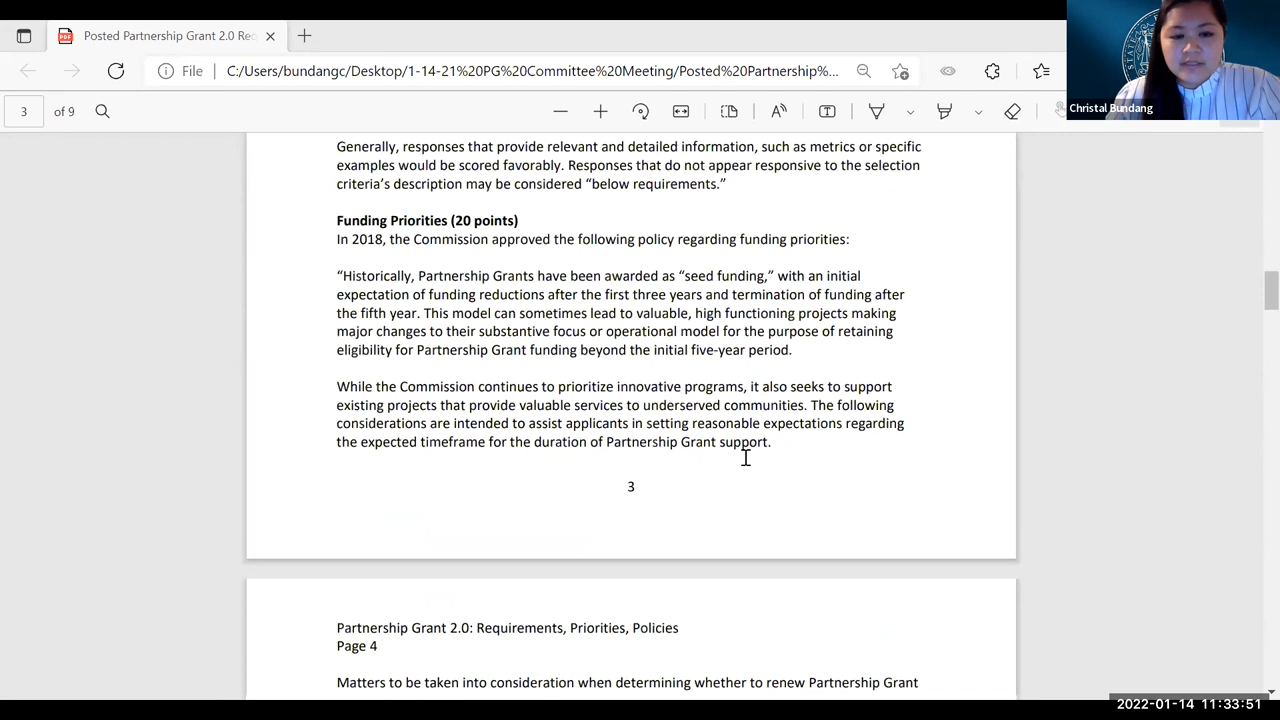 Posted Partnership Grant 2.0 Req
File
C:/Users/bundangc/Desktop/1-14-21%20PG%20Committee%20Meeting/Posted%20Partnership%...
Christal Bundang
3
of 9
Generally, responses that provide relevant and detailed information, such as metrics or specific
examples would be scored favorably. Responses that do not appear responsive to the selection
criteria’s description may be considered “below requirements.”
Funding Priorities (20 points)
In 2018, the Commission approved the following policy regarding funding priorities:
“Historically, Partnership Grants have been awarded as “seed funding,” with an initial
expectation of funding reductions after the first three years and termination of funding after
the fifth year. This model can sometimes lead to valuable, high functioning projects making
major changes to their substantive focus or operational model for the purpose of retaining
eligibility for Partnership Grant funding beyond the initial five-year period.
While the Commission continues to prioritize innovative programs, it also seeks to support
existing projects that provide valuable services to underserved communities. The following
considerations are intended to assist applicants in setting reasonable expectations regarding
the expected timeframe for the duration of Partnership Grant support.
3
Partnership Grant 2.0: Requirements, Priorities, Policies
Page 4
Matters to be taken into consideration when determining whether to renew Partnership Grant
2022-01-14 11:33:51